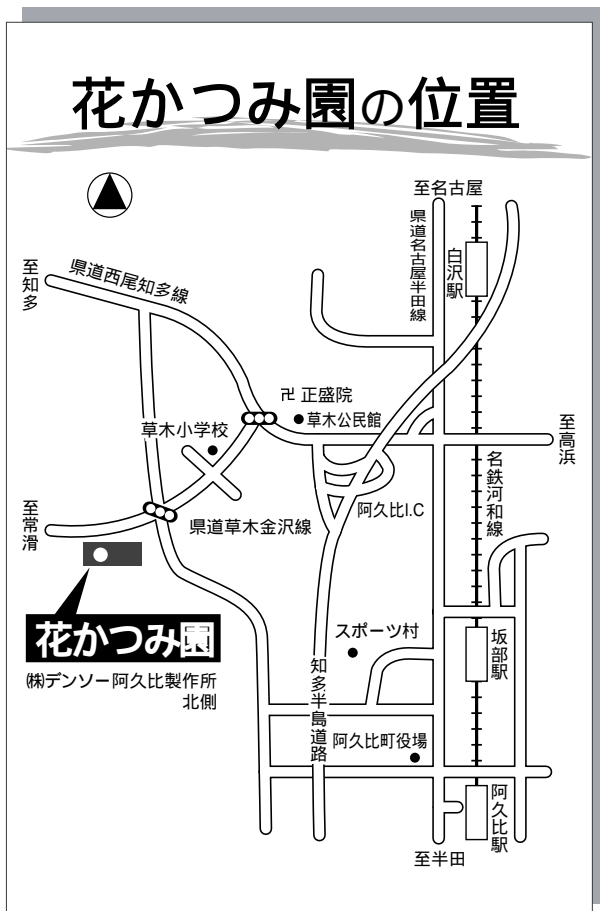 花かつみ園の位置
至名古屋
県道名古屋半田線
白沢駅
至知多
県道西尾知多線
卍 正盛院
草木公民館
草木小学校
至高浜
名鉄河和線
阿久比I.C
至常滑
県道草木金沢線
花かつみ園
㈱デンソー阿久比製作所
北側
スポーツ村
坂部駅
知多半島道路
阿久比町役場
阿久比駅
至半田